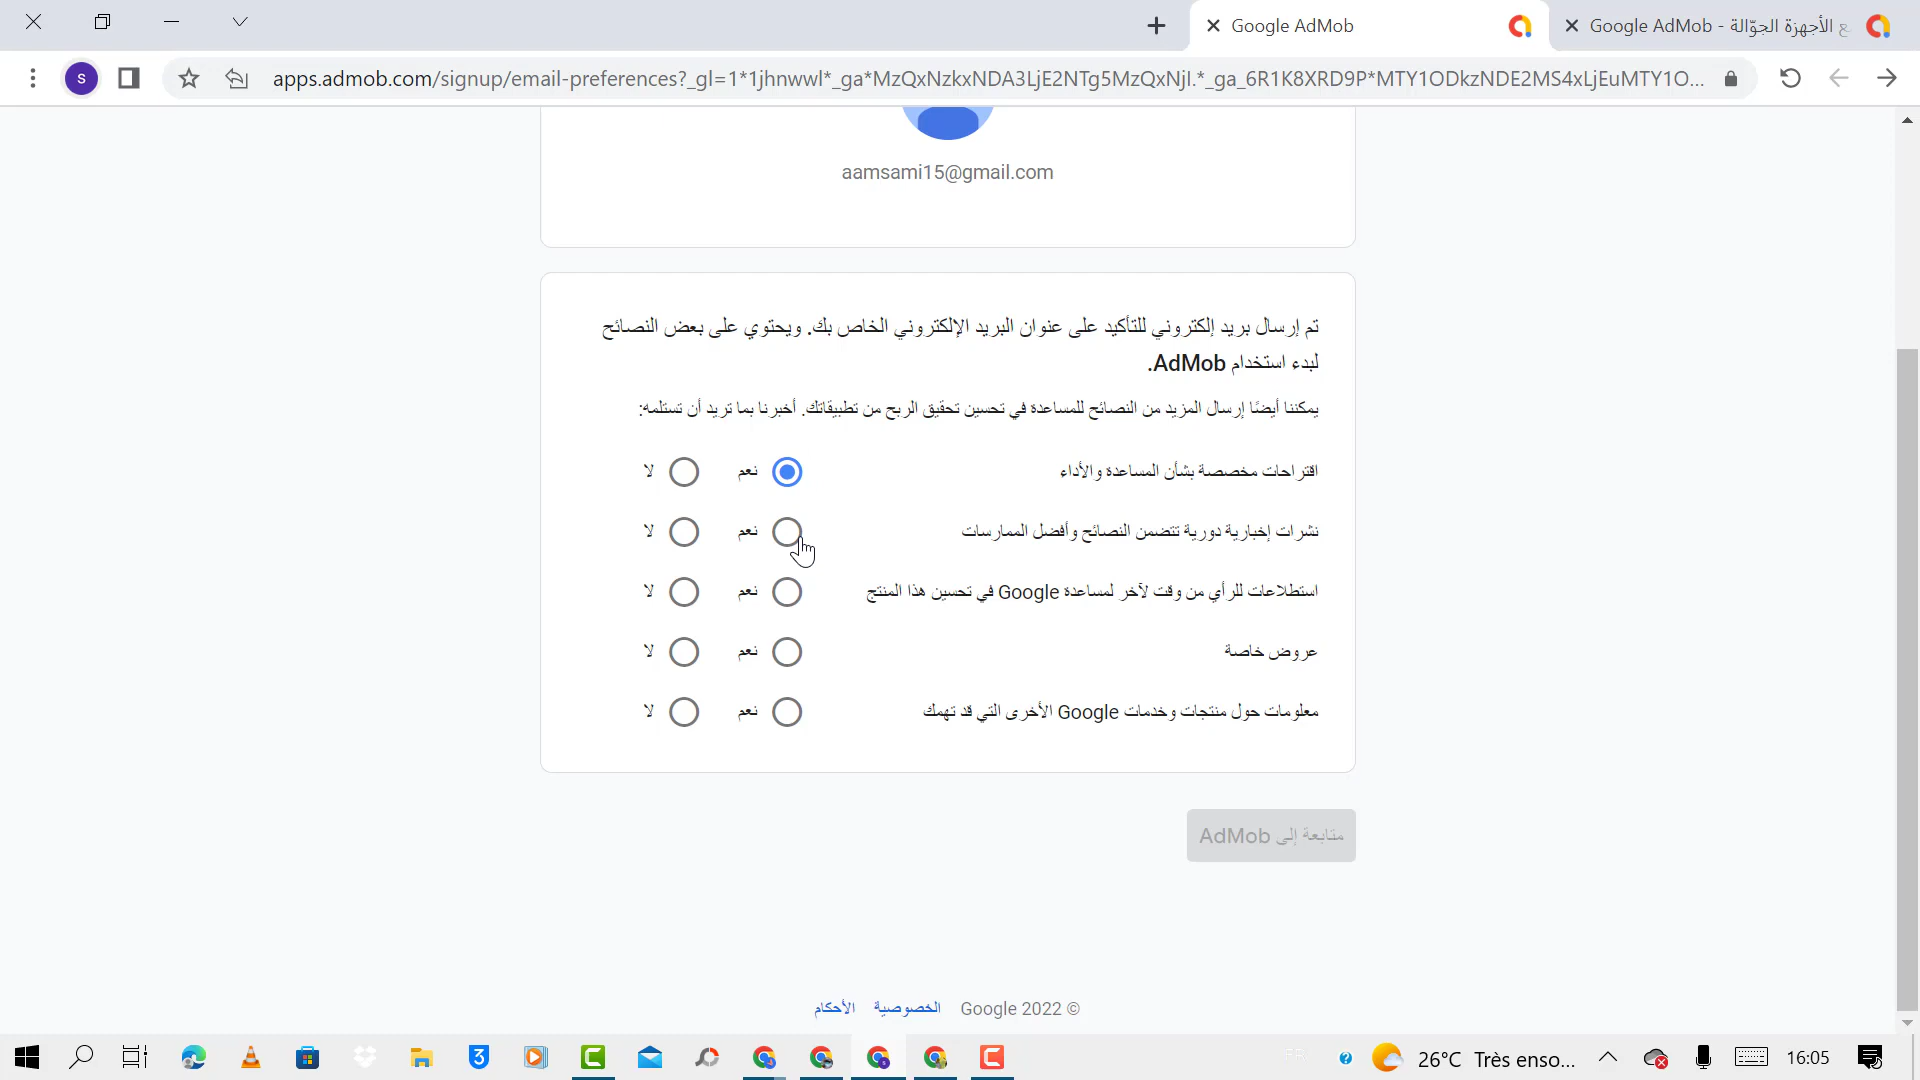 Google AdMob
Google AdMob - ع الأجهزة الجوّالة
S
apps.admob.com/signup/email-preferences?_gl=1*1jhnwwl*_ga*MzQxNzkxNDA3LjE2NTg5MzQxNjI.*_ga_6R1K8XRD9P*MTY1ODkzNDE2MS4xLjEuMTY1O...
aamsami15@gmail.com
تم إرسال بريد إلكتروني للتأكيد على عنوان البريد الإلكتروني الخاص بك. ويحتوي على بعض النصائح
لبدء استخدام AdMob.
يمكننا أيضًا إرسال المزيد من النصائح للمساعدة في تحسين تحقيق الربح من تطبيقاتك. أخبرنا بما تريد أن تستلمه:
اقتراحات مخصصة بشأن المساعدة والأداء نعم لا
نشرات إخبارية دورية تتضمن النصائح وأفضل الممارسات نعم لا
استطلاعات للرأي من وقت لآخر لمساعدة Google في تحسين هذا المنتج نعم لا
عروض خاصة نعم لا
معلومات حول منتجات وخدمات Google الأخرى التي قد تهمك نعم لا
متابعة إلى AdMob
© 2022 Google الخصوصية الأحكام
26°C Très enso... 16:05